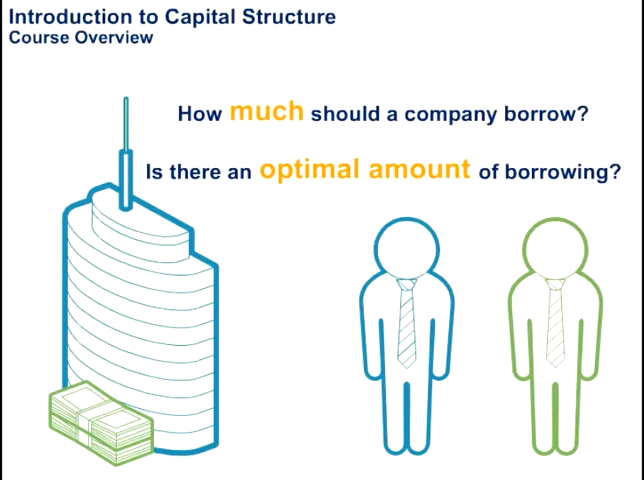 Introduction to Capital Structure
Course Overview
How much should a company borrow?
Is there an optimal amount of borrowing?